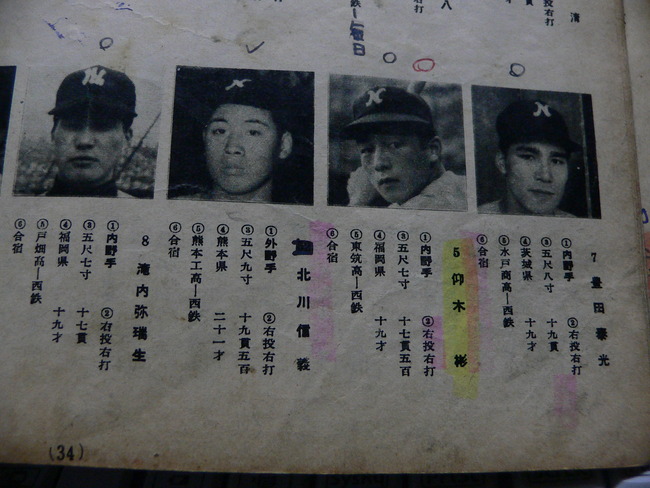 7 豊田泰光
①内野手 ②右投右打
③五尺八寸 十九貫
④茨城県 十九才
⑤水戸商高―西鉄
⑥合宿
5 仰木彬
①内野手 ②右投右打
③五尺七寸 十七貫五百
④福岡県 十九才
⑤東筑高―西鉄
⑥合宿
北川信義
①外野手 ②右投右打
③五尺九寸 十九貫五百
④熊本県 二十一才
⑤熊本工高―西鉄
⑥合宿
8 滝内弥瑞生
①内野手 ②右投右打
③五尺七寸 十七貫
④福岡県 十九才
⑤戸畑高―西鉄
⑥合宿
(34)